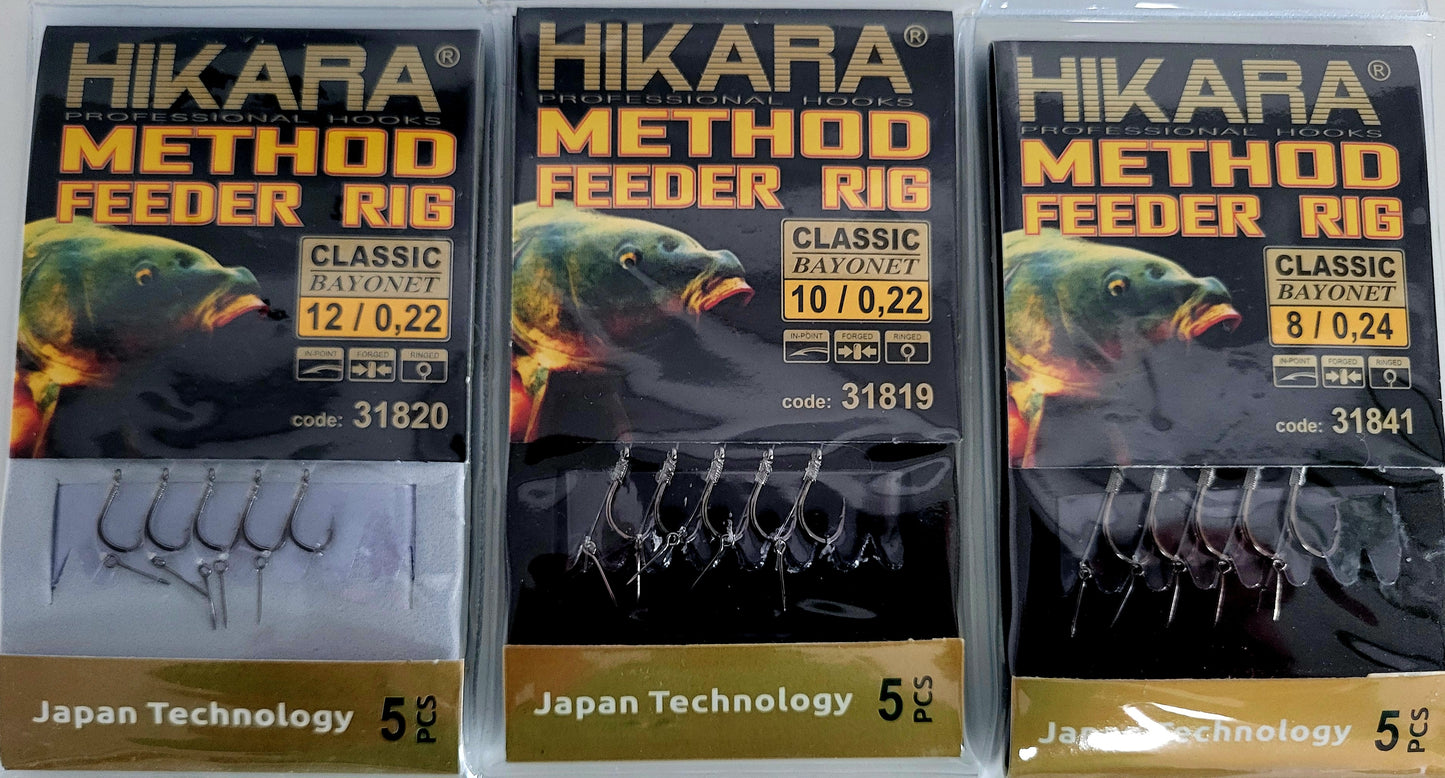 HIKARA®
PROFESSIONAL HOOKS
METHOD
FEEDER RIG
CLASSIC
BAYONET
12 / 0,22
IN-POINT FORGED RINGED
code: 31820
Japan Technology 5 PCS
HIKARA®
PROFESSIONAL HOOKS
METHOD
FEEDER RIG
CLASSIC
BAYONET
10 / 0,22
IN-POINT FORGED RINGED
code: 31819
Japan Technology 5 PCS
HIKARA®
PROFESSIONAL HOOKS
METHOD
FEEDER RIG
CLASSIC
BAYONET
8 / 0,24
IN-POINT FORGED RINGED
code: 31841
Japan Technology 5 PCS